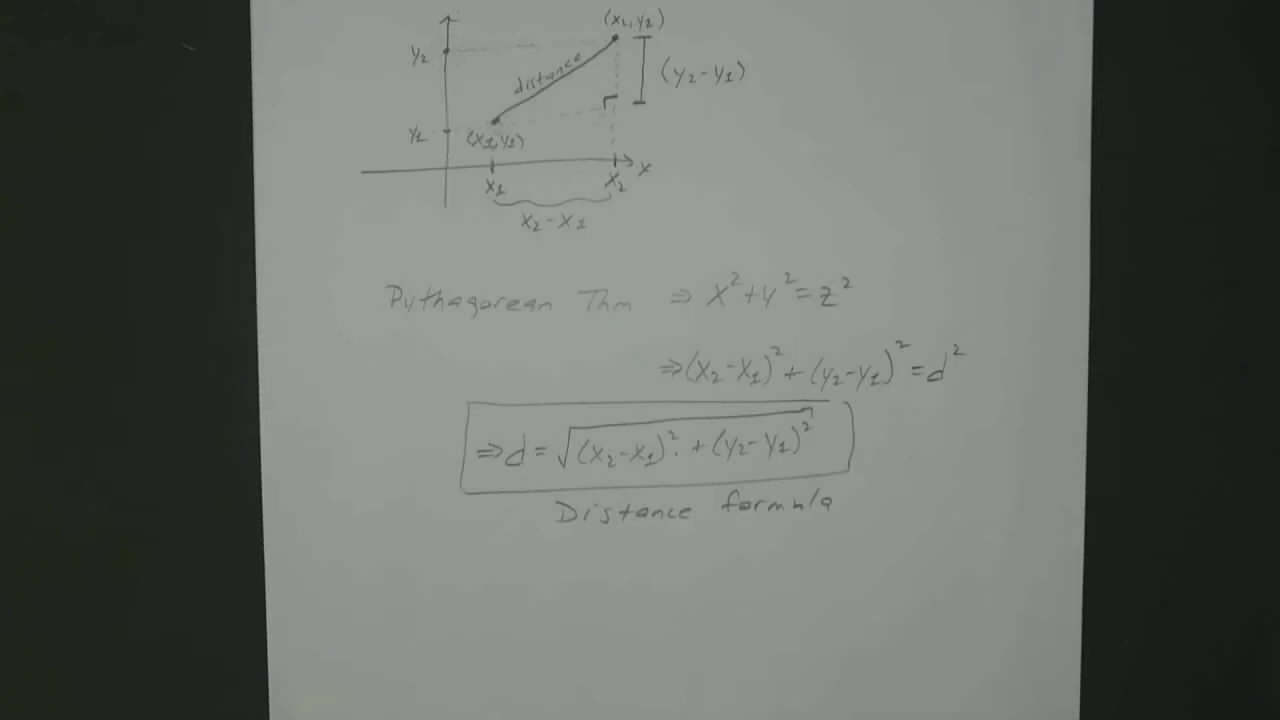 (x₂,y₂)
y₂
distance
(y₂-y₁)
y₁
(x₁,y₁)
x
x₁
x₂
x₂-x₁
Pythagorean Thm ⇒ x²+y²=z²
⇒(x₂-x₁)²+(y₂-y₁)²=d²
⇒d=√(x₂-x₁)²+(y₂-y₁)²
Distance formula